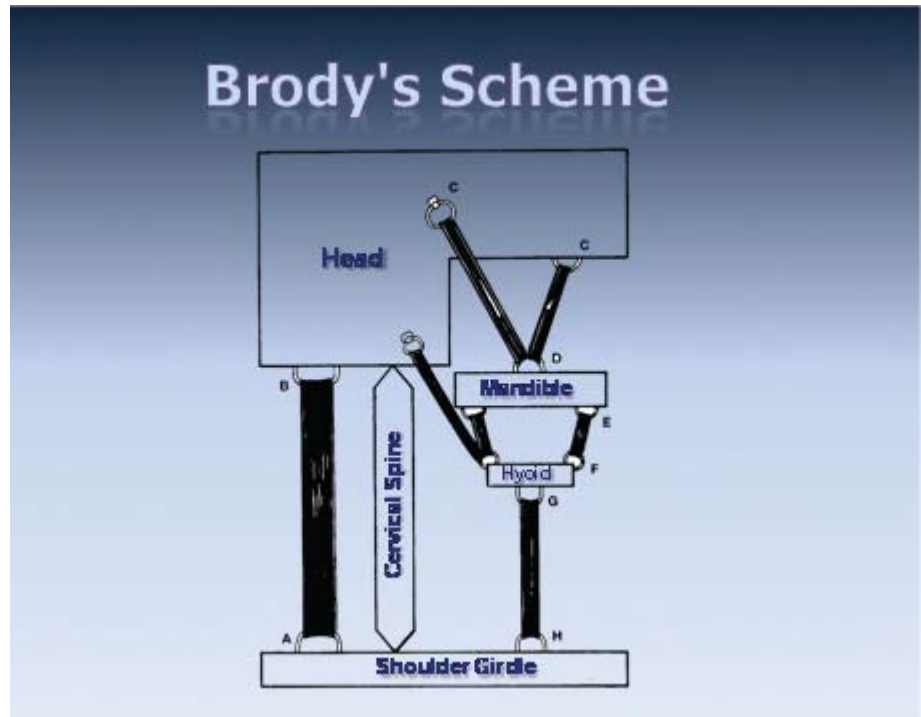 Brody's Scheme
C
C
Head
D
B
Mandible
E
Cervical Spine
Hyoid
F
G
A
H
Shoulder Girdle